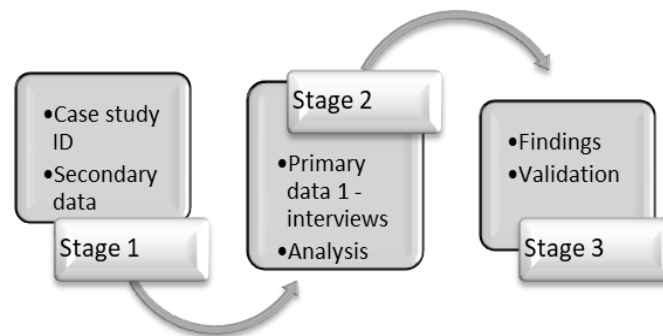 •Case study
ID
•Secondary
data
Stage 1
Stage 2
•Primary
data 1 -
interviews
•Analysis
•Findings
•Validation
Stage 3